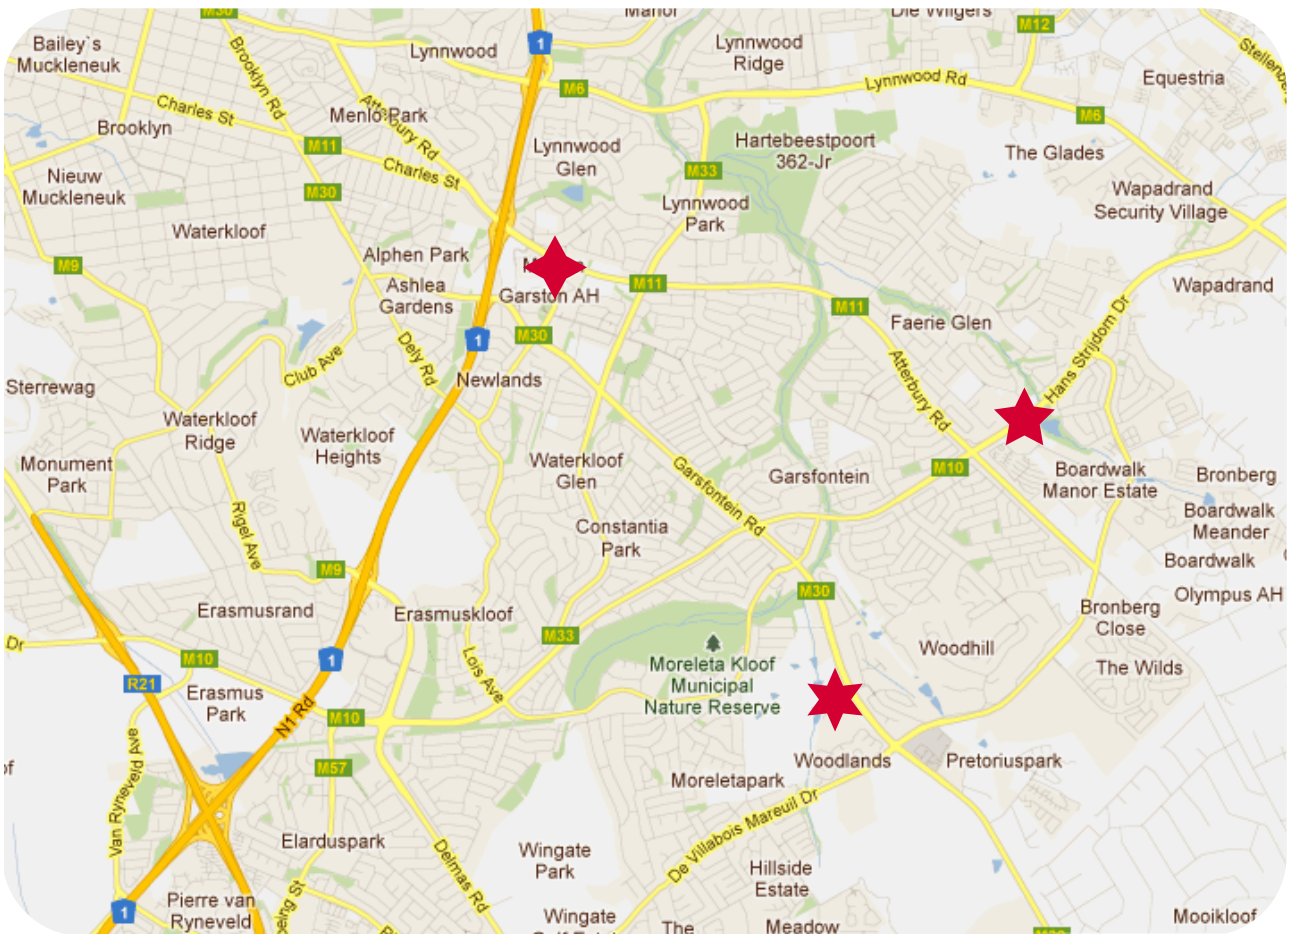 M30
Manor
Die Wilgers
M12
Bailey`s
Muckleneuk
Brooklyn Rd
Lynnwood
1
Lynnwood
Ridge
Equestria
M6
Lynnwood Rd
M6
Charles St
Menlo Park
Atterbury Rd
Brooklyn
M11
Charles St
Lynnwood
Glen
Hartebeestpoort
362-Jr
The Glades
Nieuw
Muckleneuk
M30
M33
Lynnwood
Park
Wapadrand
Security Village
Waterkloof
Alphen Park
M9
Ashlea
Gardens
Garston AH
M11
M11
Wapadrand
Faerie Glen
Hans Strijdom Dr
1
M30
Club Ave
Dely Rd
Newlands
Atterbury Rd
Sterrewag
Waterkloof
Ridge
Waterkloof
Heights
Monument
Park
Waterkloof
Glen
Garsfontein Rd
Garsfontein
M10
Boardwalk
Manor Estate
Bronberg
Boardwalk
Meander
Rigel Ave
Constantia
Park
Boardwalk
M9
M30
Olympus AH
Erasmusrand
Erasmuskloof
Bronberg
Close
Dr
M10
1
M33
Lois Ave
Moreleta Kloof
Municipal
Nature Reserve
Woodhill
The Wilds
R21
Erasmus
Park
N1 Rd
M10
Van Ryneveld Ave
M57
Woodlands
Pretoriuspark
Moreletapark
De Villabois Mareuil Dr
Elarduspark
Delmas Rd
Wingate
Park
Hillside
Estate
Pierre van
Ryneveld
1
Wingate
The
Meadow
Mooikloof